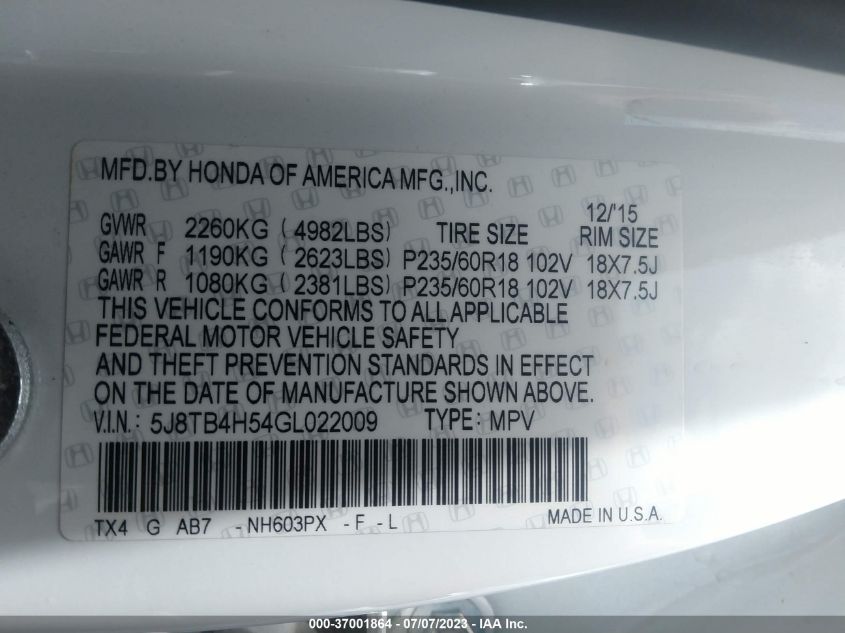 MFD.BY HONDA OF AMERICA MFG.,INC.
12/'15
GVWR 2260KG ( 4982LBS) TIRE SIZE RIM SIZE
GAWR F 1190KG ( 2623LBS) P235/60R18 102V 18X7.5J
GAWR R 1080KG ( 2381LBS) P235/60R18 102V 18X7.5J
THIS VEHICLE CONFORMS TO ALL APPLICABLE
FEDERAL MOTOR VEHICLE SAFETY
AND THEFT PREVENTION STANDARDS IN EFFECT
ON THE DATE OF MANUFACTURE SHOWN ABOVE.
V.I.N.: 5J8TB4H54GL022009 TYPE: MPV
TX4 G AB7 -NH603PX -F -L MADE IN U.S.A.
000-37001864 - 07/07/2023 - IAA Inc.